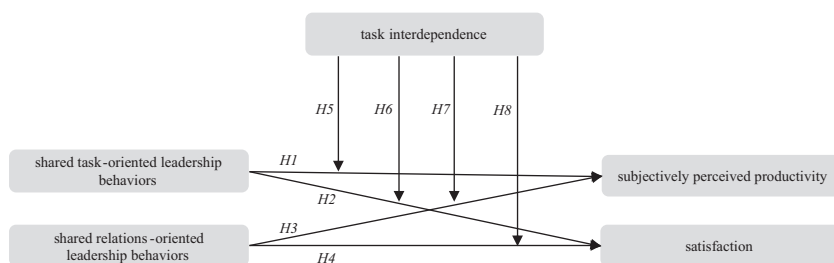 task interdependence
H5
H6
H7
H8
shared task-oriented leadership
behaviors
H1
subjectively perceived productivity
H2
H3
shared relations-oriented
leadership behaviors
satisfaction
H4